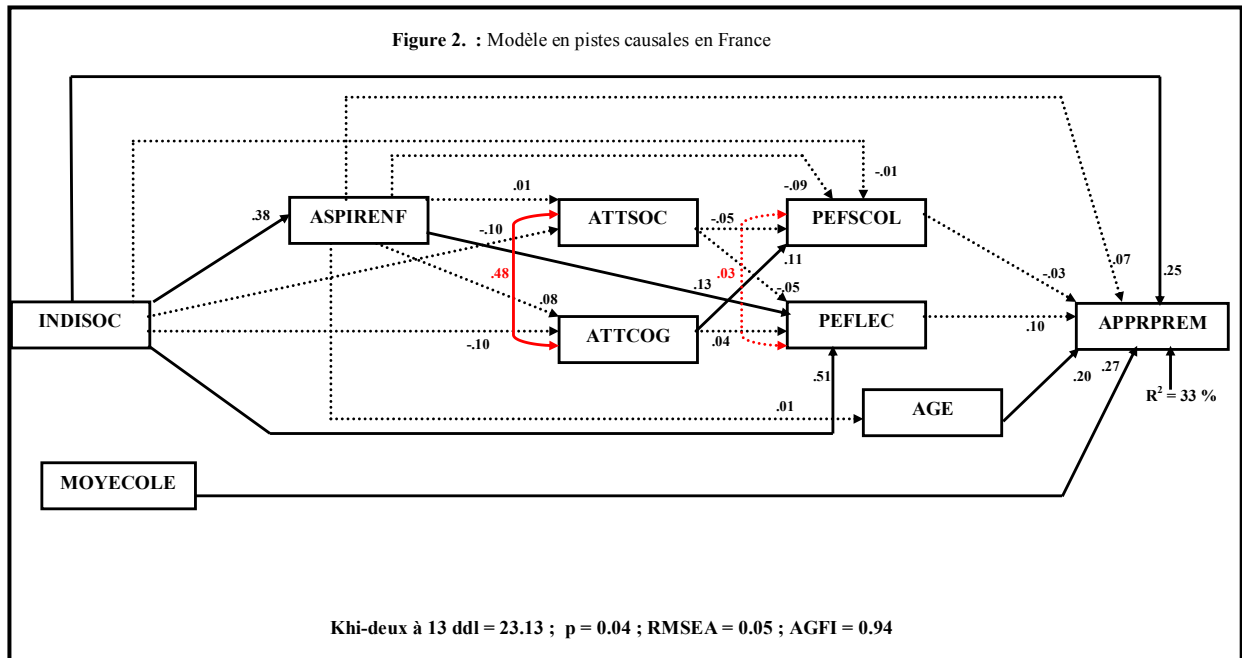 Figure 2. : Modèle en pistes causales en France
-.01
.01
-.09
ASPIRENF
ATTSOC
-.05
PEFSCOL
.38
-.10
.11
.48
.03
-.03
.07
.25
.13
-.05
.08
INDISOC
ATTCOG
PEFLEC
APPRPREM
-.10
.04
.10
.51
.20
.27
.01
AGE
R² = 33 %
MOYECOLE
Khi-deux à 13 ddl = 23.13 ; p = 0.04 ; RMSEA = 0.05 ; AGFI = 0.94